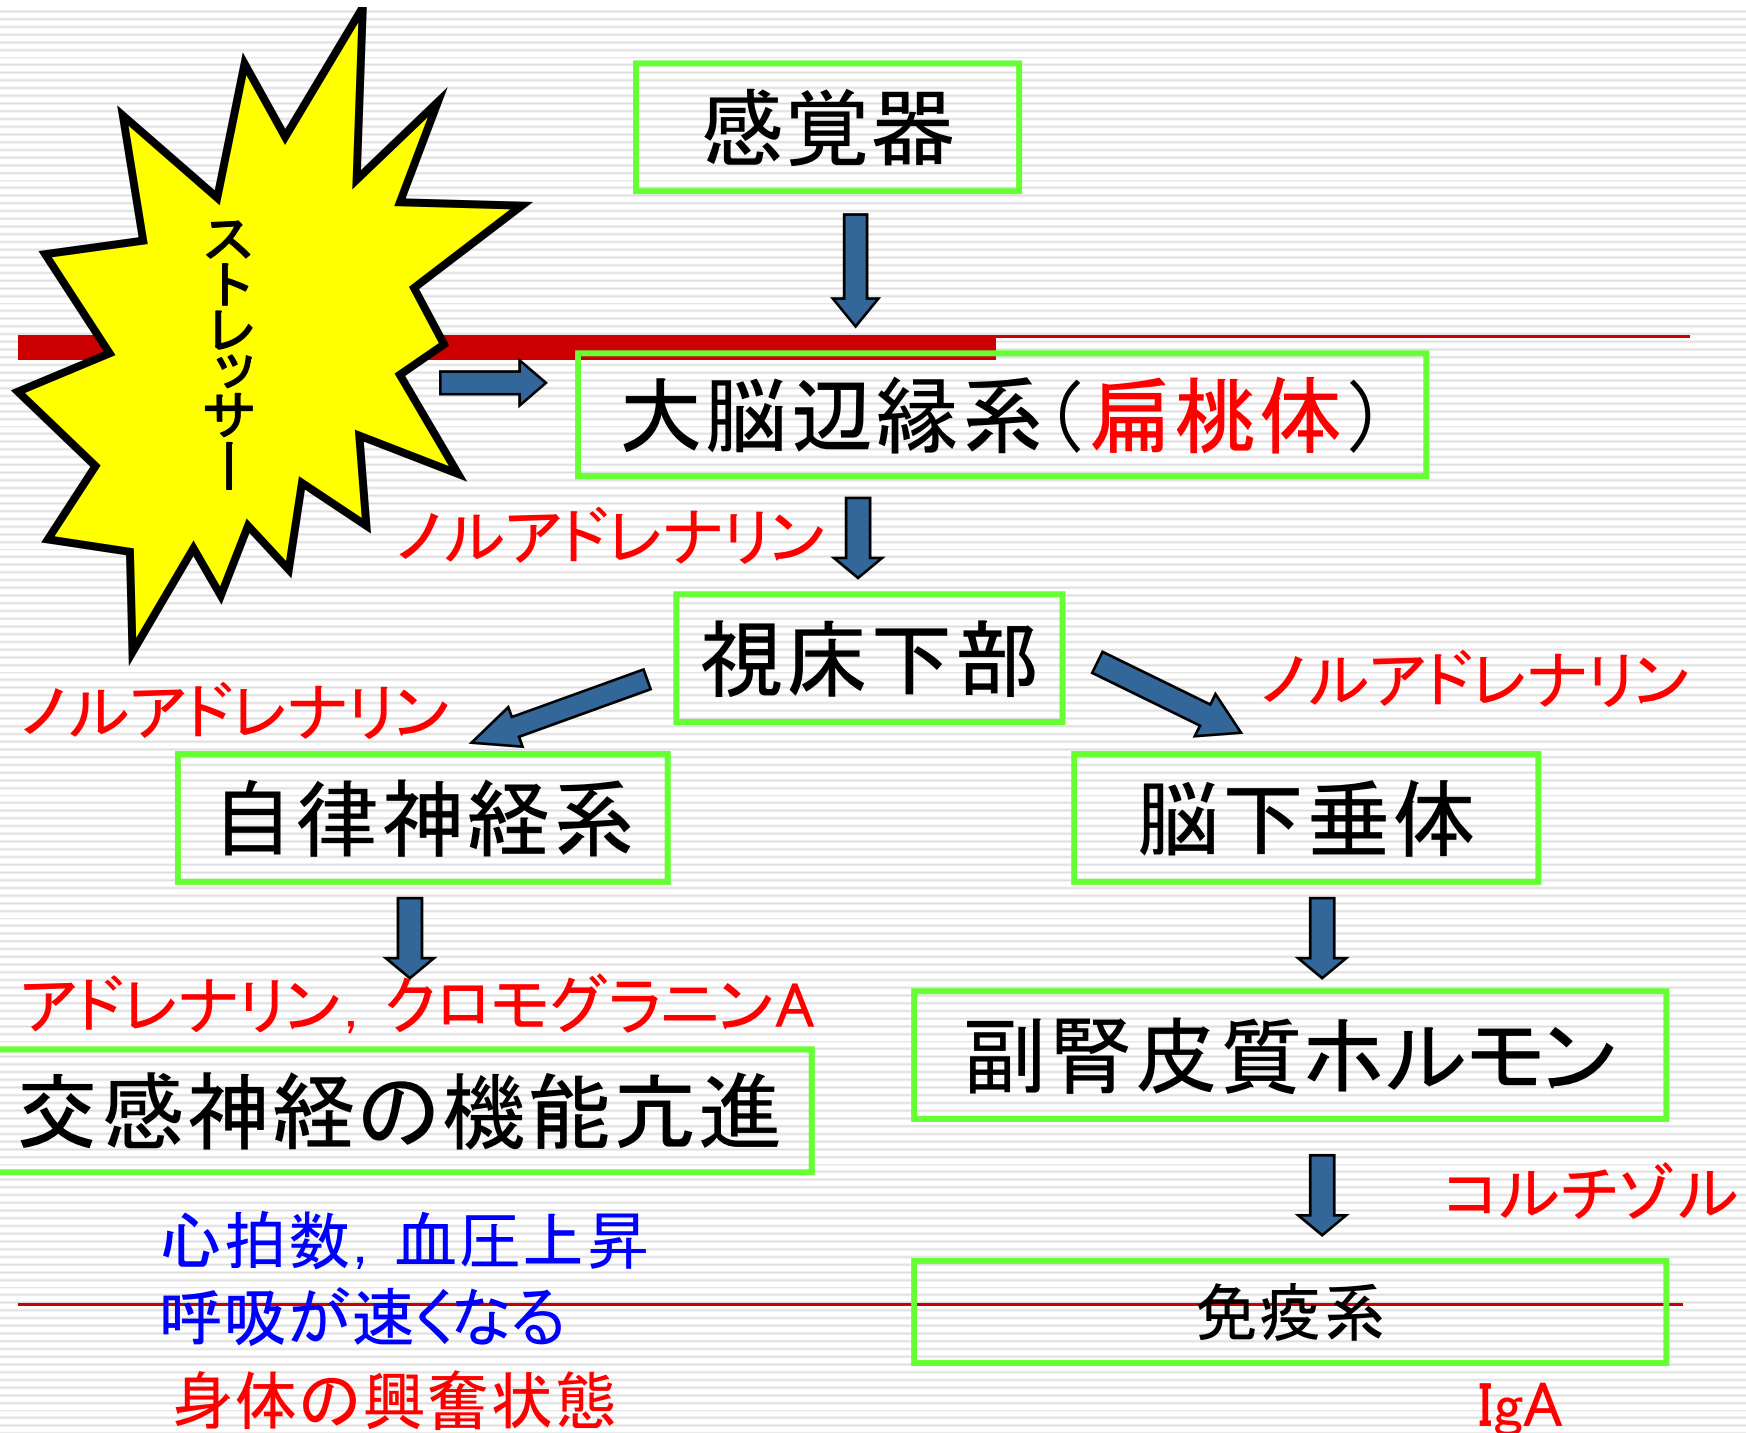 感覚器
ストレッサー
大脳辺縁系(扁桃体)
ノルアドレナリン
視床下部
ノルアドレナリン
ノルアドレナリン
自律神経系
脳下垂体
アドレナリン, クロモグラニンA
副腎皮質ホルモン
交感神経の機能亢進
コルチゾル
心拍数, 血圧上昇
呼吸が速くなる
免疫系
身体の興奮状態
IgA